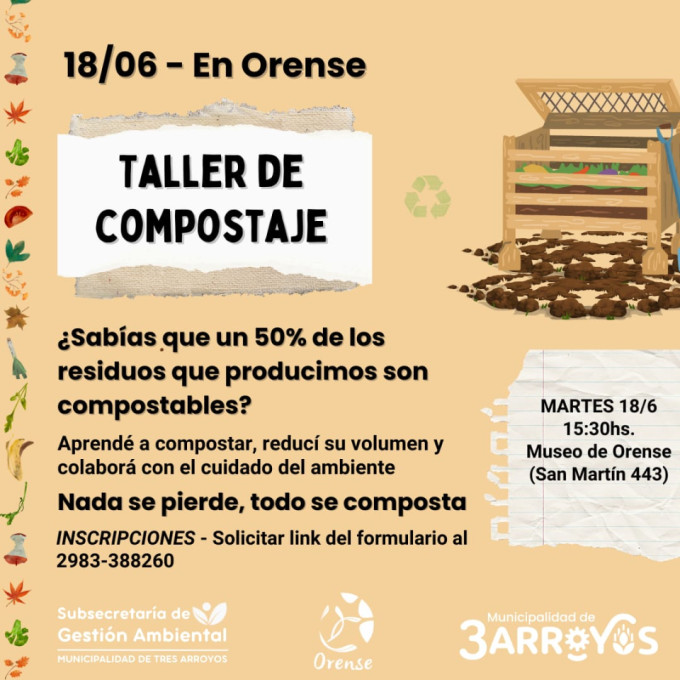 18/06 - En Orense
TALLER DE
COMPOSTAJE
¿Sabías que un 50% de los
residuos que producimos son
compostables?
Aprendé a compostar, reducí su volumen y
colaborá con el cuidado del ambiente
Nada se pierde, todo se composta
INSCRIPCIONES - Solicitar link del formulario al
2983-388260
MARTES 18/6
15:30hs.
Museo de Orense
(San Martín 443)
Subsecretaría de
Gestión Ambiental
MUNICIPALIDAD DE TRES ARROYOS
Orense
Municipalidad de
3ARROYOS